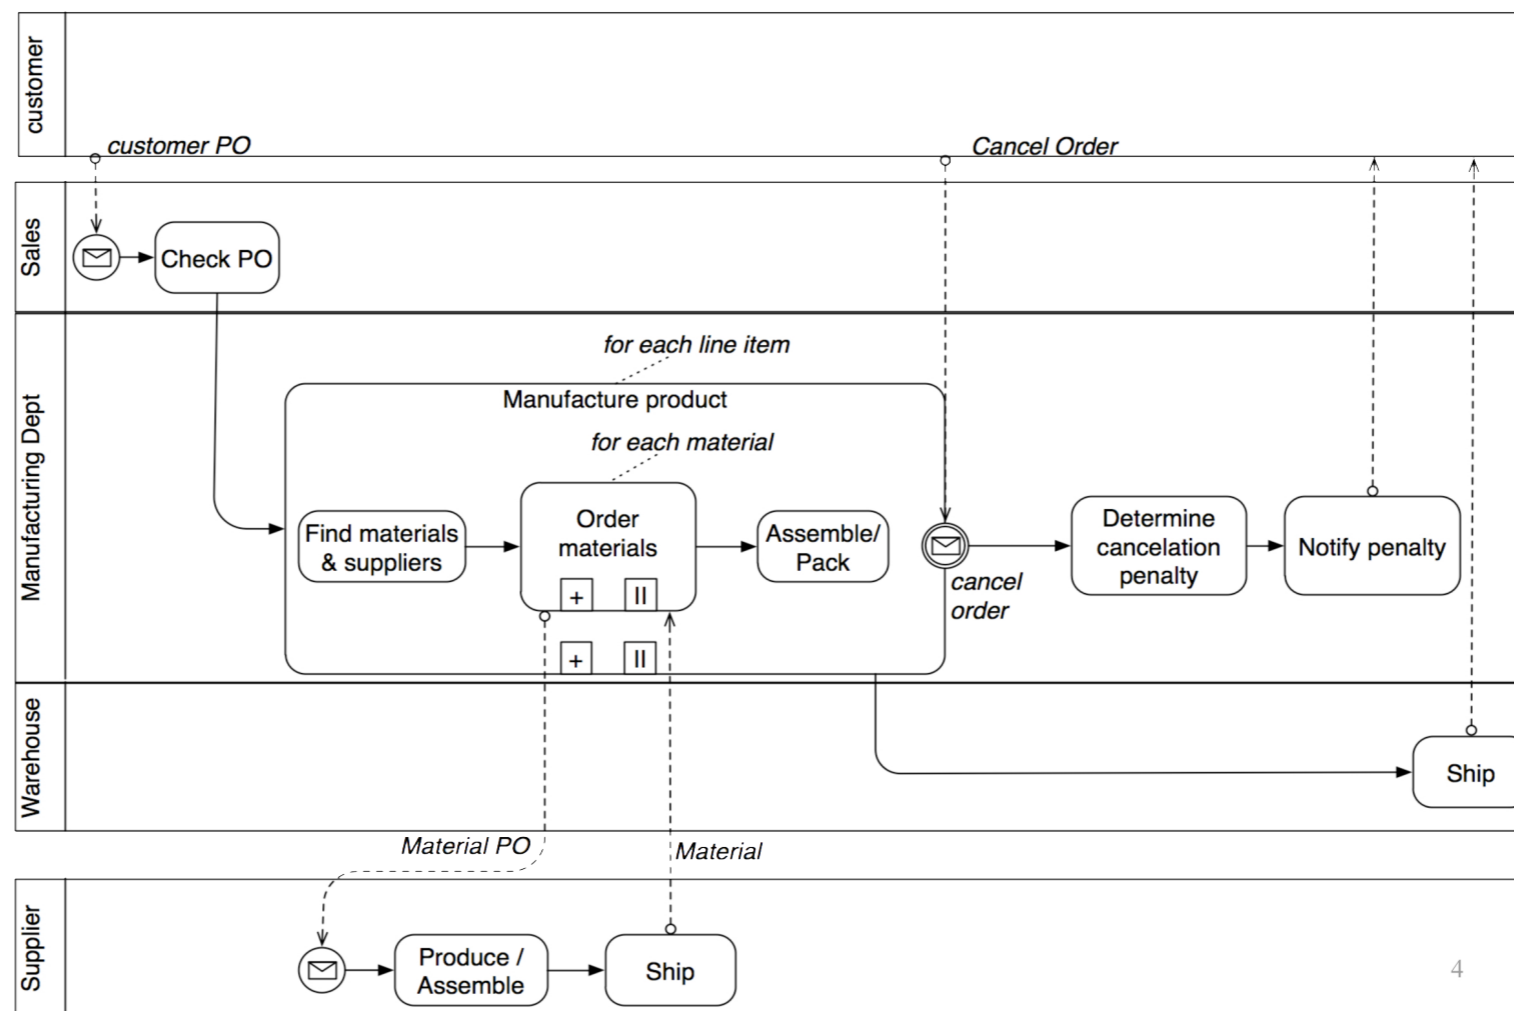 customer
customer PO
Cancel Order
Sales
Check PO
Manufacturing Dept
for each line item
Manufacture product
for each material
Find materials
& suppliers
Order
materials
+ II
Assemble/
Pack
cancel
order
Determine
cancelation
penalty
Notify penalty
+ II
Warehouse
Ship
Material PO
Material
Supplier
Produce /
Assemble
Ship
4